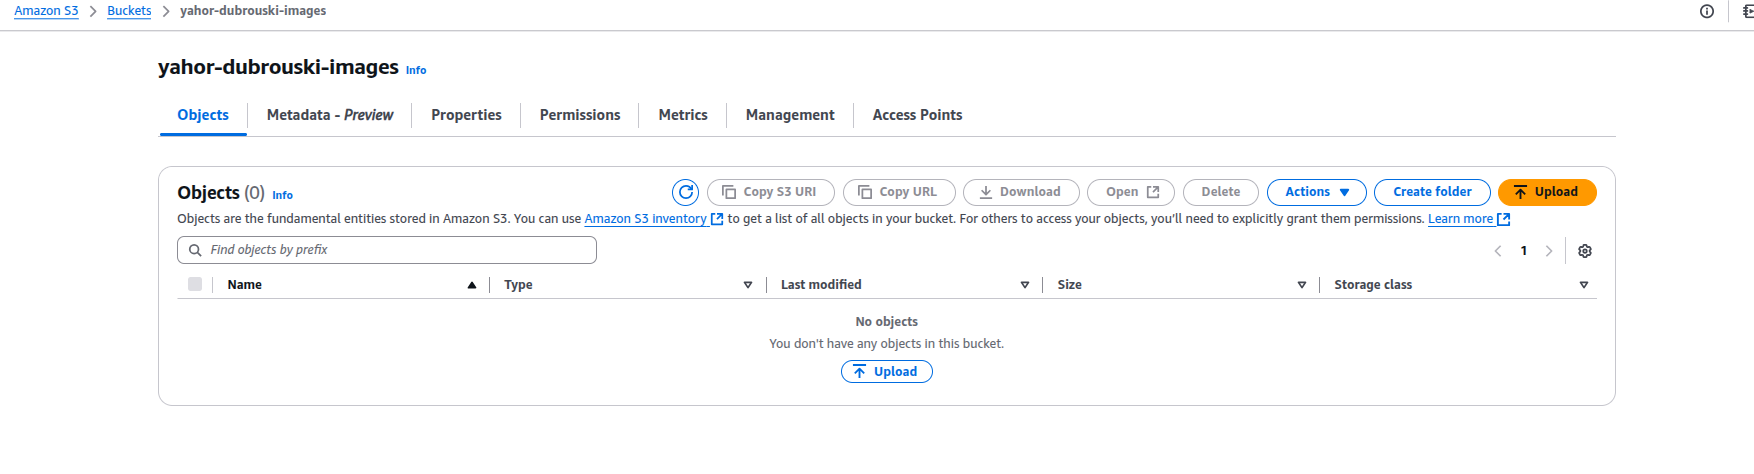 Amazon S3 > Buckets > yahor-dubrouski-images
yahor-dubrouski-images Info
Objects Metadata - Preview Properties Permissions Metrics Management Access Points
Objects (0) Info Copy S3 URI Copy URL Download Open Delete Actions Create folder Upload
Objects are the fundamental entities stored in Amazon S3. You can use Amazon S3 inventory to get a list of all objects in your bucket. For others to access your objects, you'll need to explicitly grant them permissions. Learn more
Find objects by prefix 1
Name Type Last modified Size Storage class
No objects
You don't have any objects in this bucket.
Upload